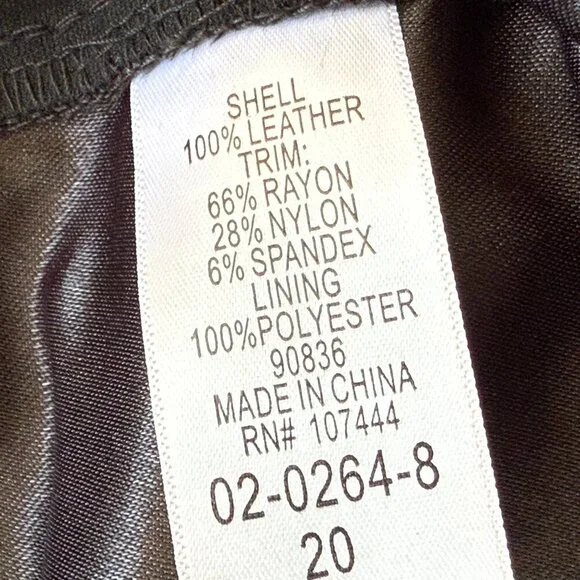 SHELL
100% LEATHER
TRIM:
66% RAYON
28% NYLON
6% SPANDEX
LINING
100%POLYESTER
90836
MADE IN CHINA
RN# 107444
02-0264-8
20